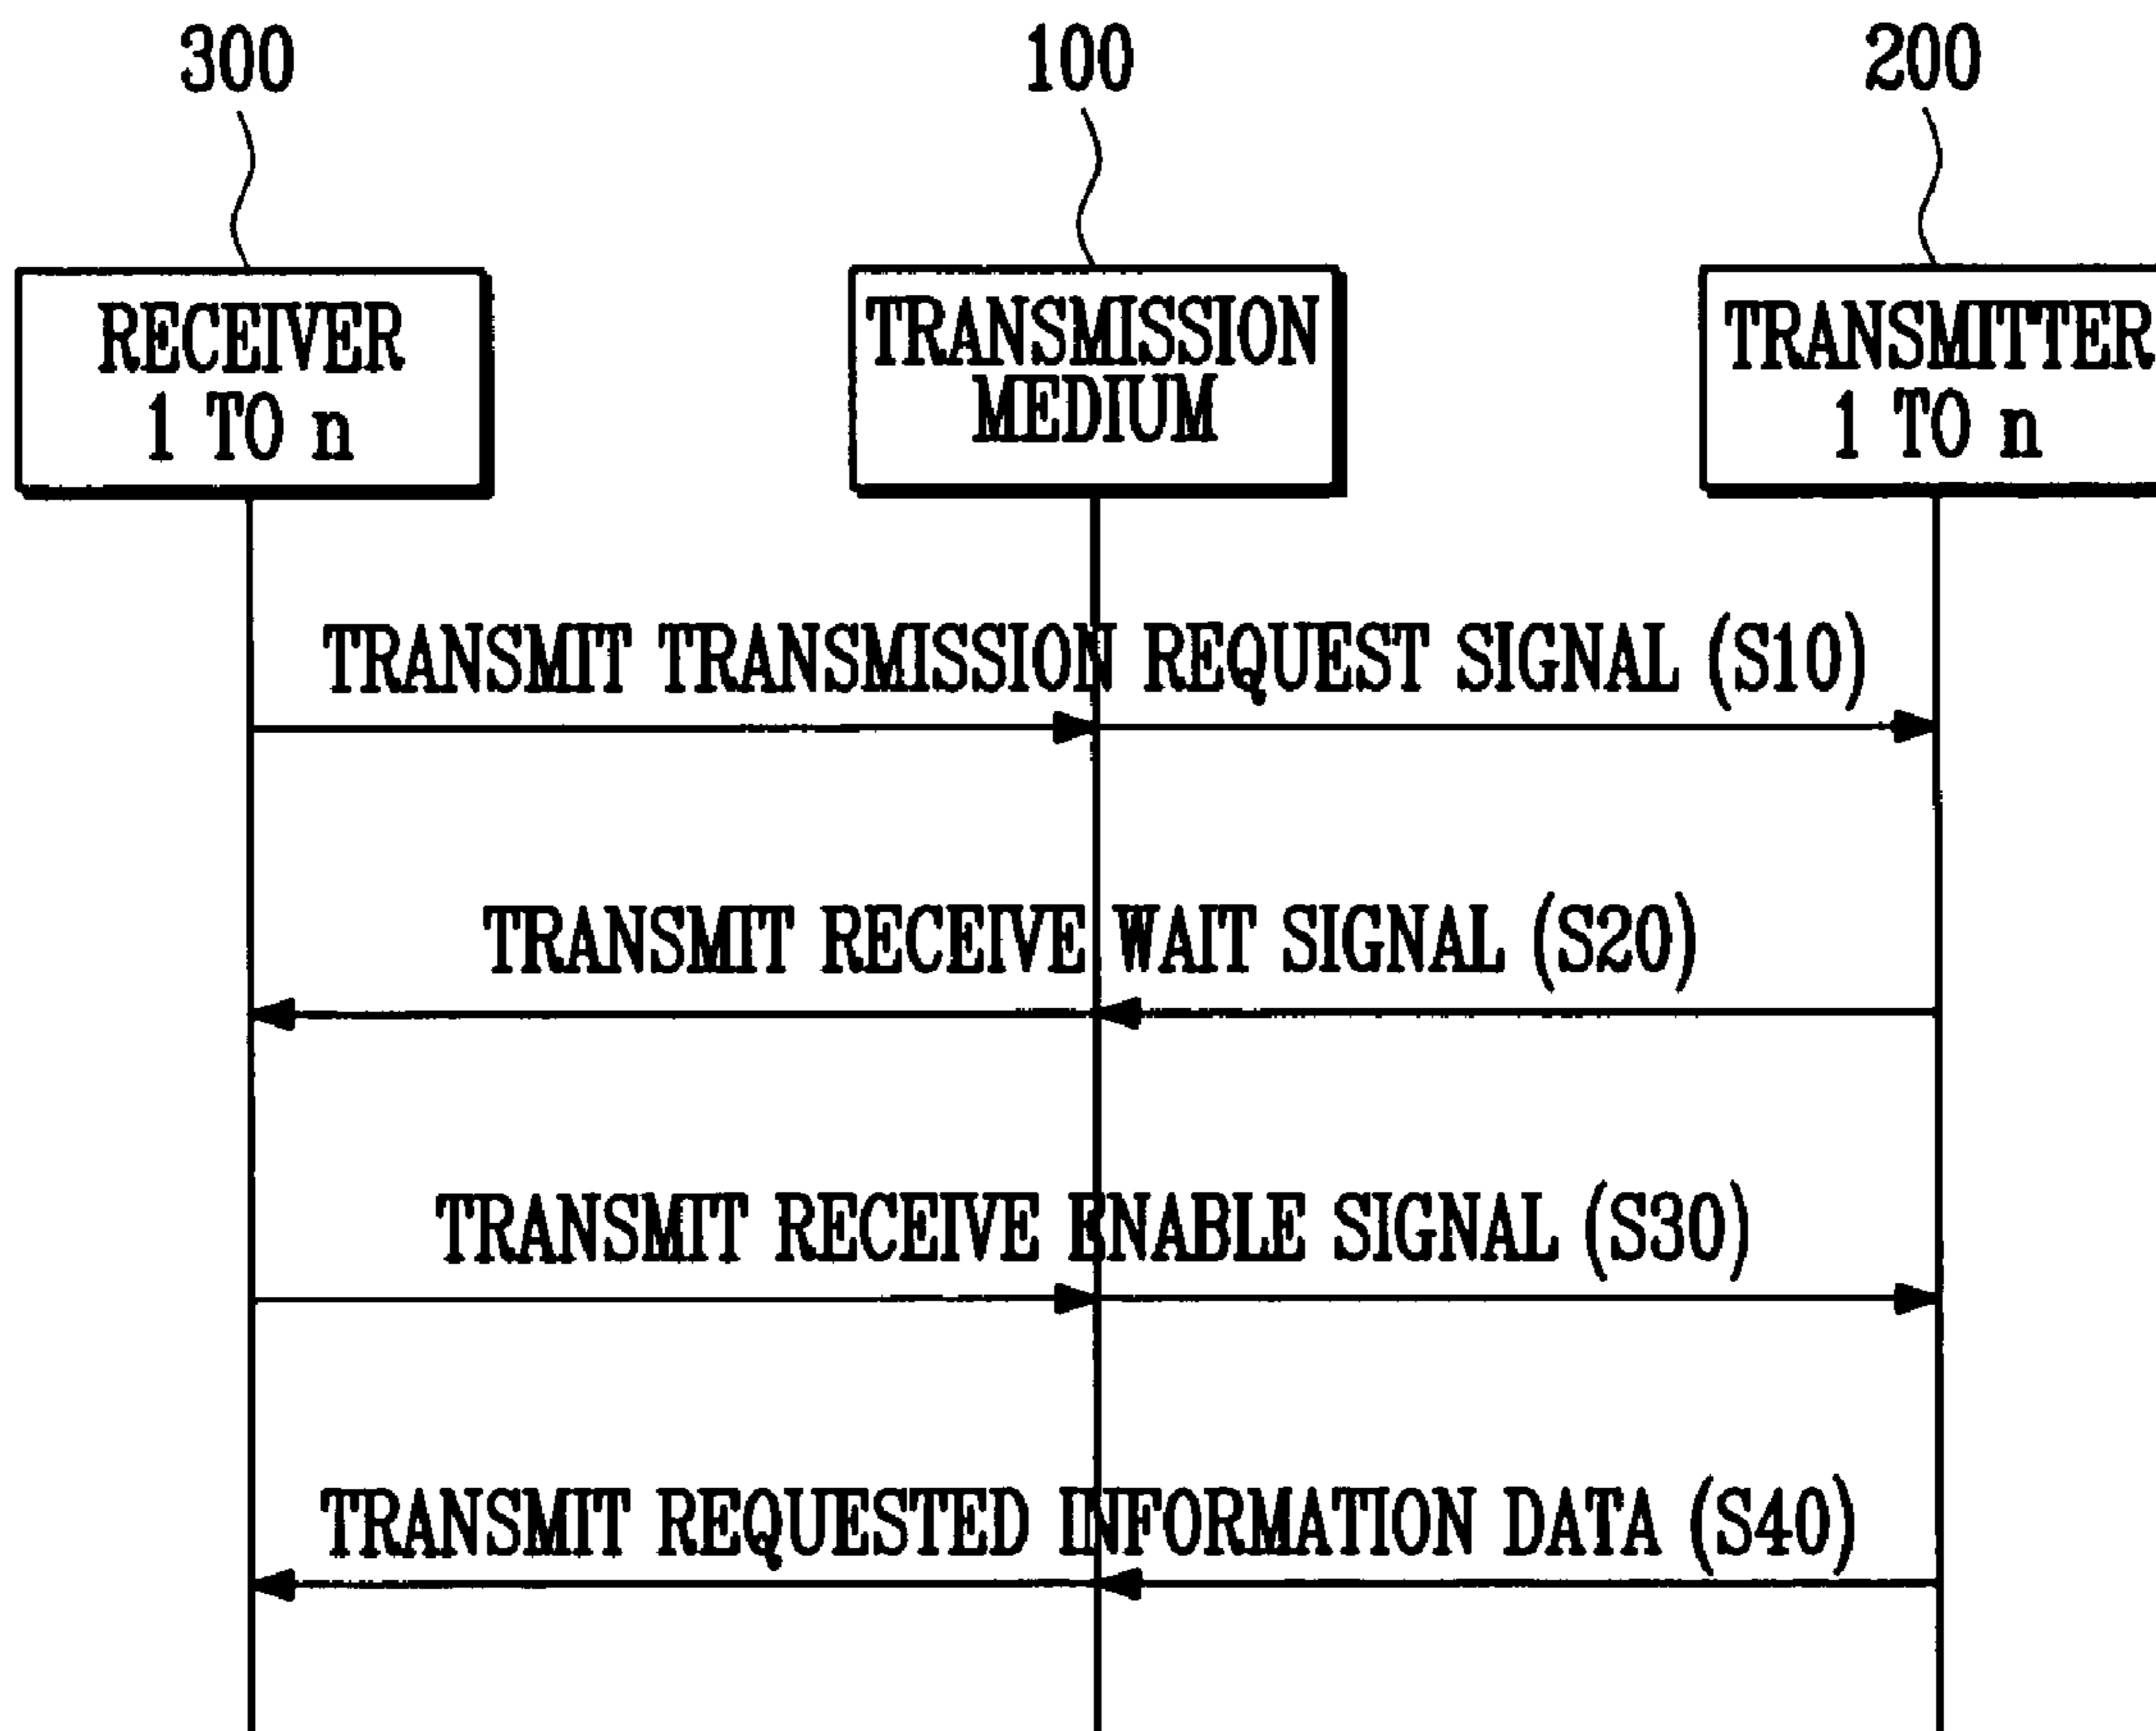 300
100
200
RECEIVER
1 TO n
TRANSMISSION
MEDIUM
TRANSMITTER
1 TO n
TRANSMIT TRANSMISSION REQUEST SIGNAL (S10)
TRANSMIT RECEIVE WAIT SIGNAL (S20)
TRANSMIT RECEIVE ENABLE SIGNAL (S30)
TRANSMIT REQUESTED INFORMATION DATA (S40)